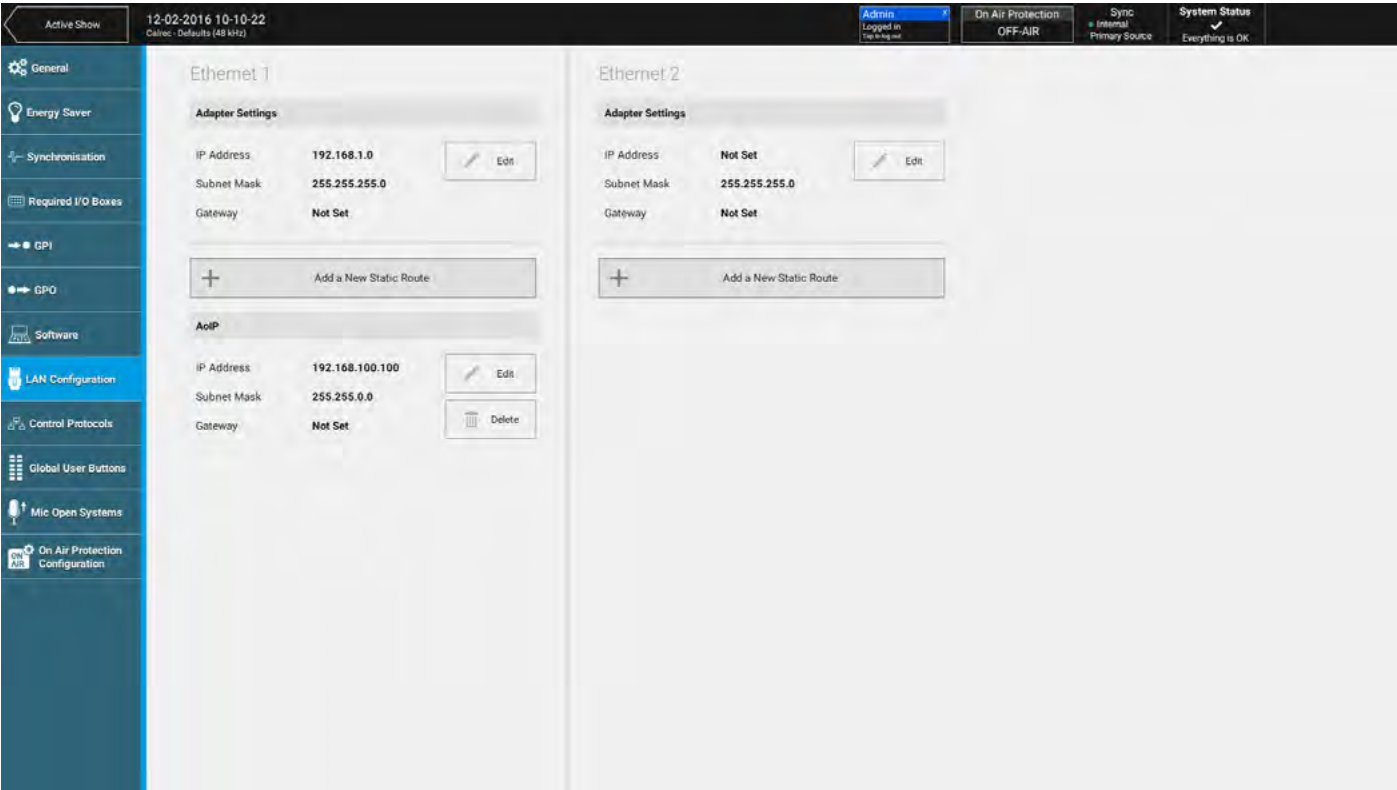 Active Show
12-02-2016 10-10-22
Calrec - Defaults (48 kHz)
Admin x
Logged in
Tap to log out
On Air Protection
OFF-AIR
Sync
Internal
Primary Source
System Status
Everything is OK
General
Energy Saver
Synchronisation
Required I/O Boxes
GPI
GPO
Software
LAN Configuration
Control Protocols
Global User Buttons
Mic Open Systems
ON AIR
On Air Protection
Configuration
Ethernet 1
Adapter Settings
IP Address 192.168.1.0
Edit
Subnet Mask 255.255.255.0
Gateway Not Set
+ Add a New Static Route
AoIP
IP Address 192.168.100.100
Edit
Subnet Mask 255.255.0.0
Gateway Not Set
Delete
Ethernet 2
Adapter Settings
IP Address Not Set
Edit
Subnet Mask 255.255.255.0
Gateway Not Set
+ Add a New Static Route